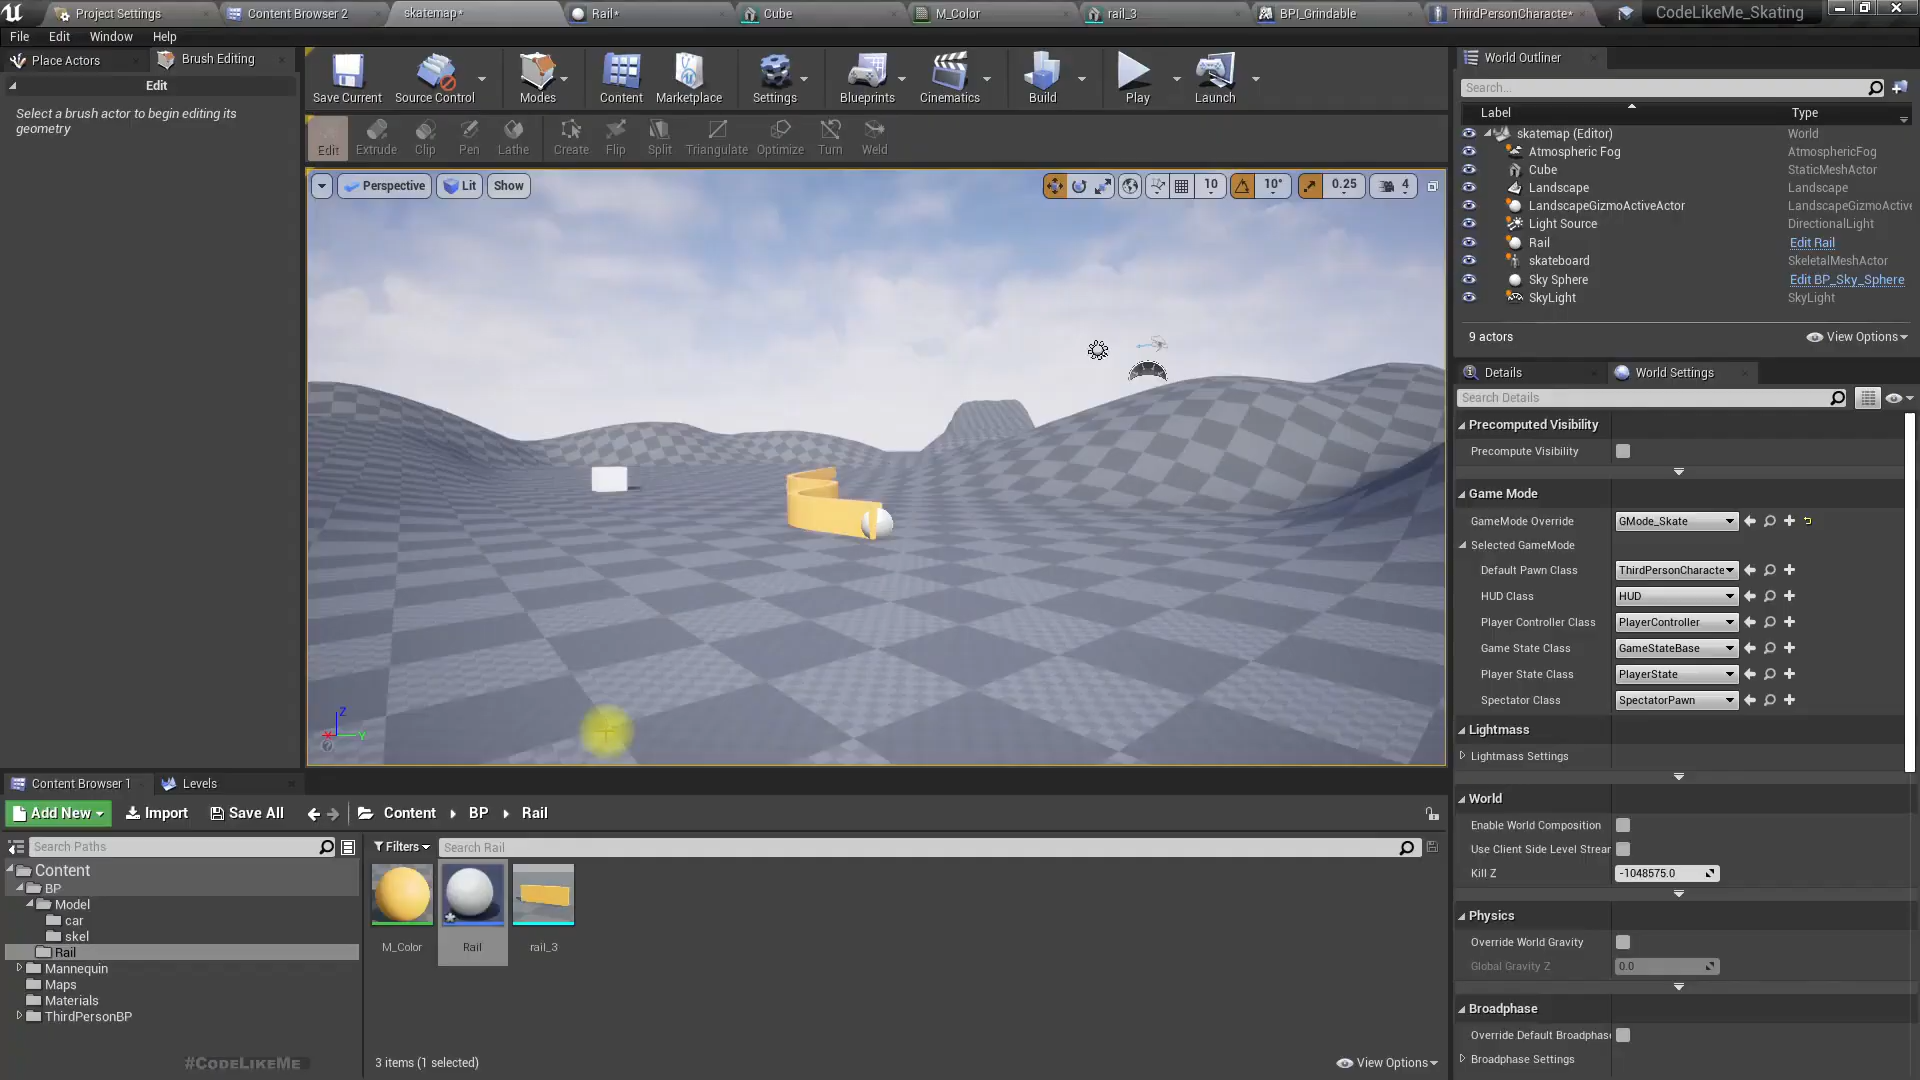 Project Settings
Content Browser 2
skatemap*
Rail*
Cube
M_Color
rail_3
BPI_Grindable
ThirdPersonCharacte*
CodeLikeMe_Skating
File Edit Window Help
Place Actors
Brush Editing
Edit
Select a brush actor to begin editing its
geometry
Save Current
Source Control
Modes
Content
Marketplace
Settings
Blueprints
Cinematics
Build
Play
Launch
Edit
Extrude
Clip
Pen
Lathe
Create
Flip
Split
Triangulate
Optimize
Turn
Weld
Perspective
Lit
Show
10
10°
0.25
4
Z
Y
World Outliner
Search...
Label Type
skatemap (Editor) World
Atmospheric Fog AtmosphericFog
Cube StaticMeshActor
Landscape Landscape
LandscapeGizmoActiveActor LandscapeGizmoActive
Light Source DirectionalLight
Rail Edit Rail
skateboard SkeletalMeshActor
Sky Sphere Edit BP_Sky_Sphere
SkyLight SkyLight
9 actors
View Options
Details
World Settings
Search Details
Precomputed Visibility
Precompute Visibility
Game Mode
GameMode Override GMode_Skate
Selected GameMode
Default Pawn Class ThirdPersonCharacte
HUD Class HUD
Player Controller Class PlayerController
Game State Class GameStateBase
Player State Class PlayerState
Spectator Class SpectatorPawn
Lightmass
Lightmass Settings
World
Enable World Composition
Use Client Side Level Strear
Kill Z -1048575.0
Physics
Override World Gravity
Global Gravity Z 0.0
Broadphase
Override Default Broadphase
Broadphase Settings
Content Browser 1
Levels
Add New
Import
Save All
Content
BP
Rail
Search Paths
Filters
Search Rail
Content
BP
Model
car
skel
Rail
Mannequin
Maps
Materials
ThirdPersonBP
M_Color
Rail
rail_3
#CodeLikeMe
3 items (1 selected)
View Options